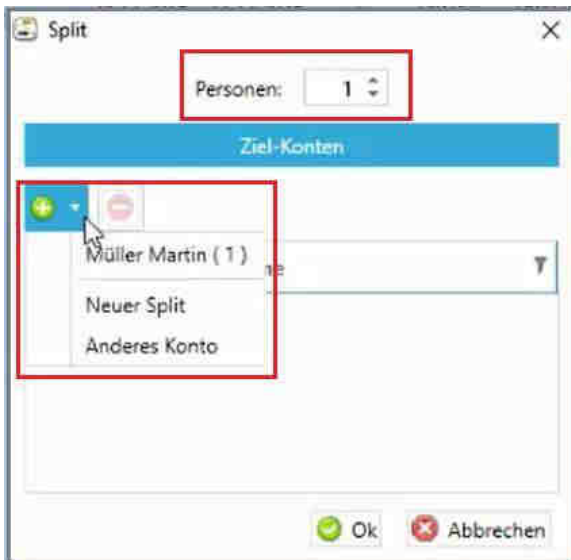 Split
Personen: 1
Ziel-Konten
Müller Martin ( 1 )
Neuer Split
Anderes Konto
Ok Abbrechen